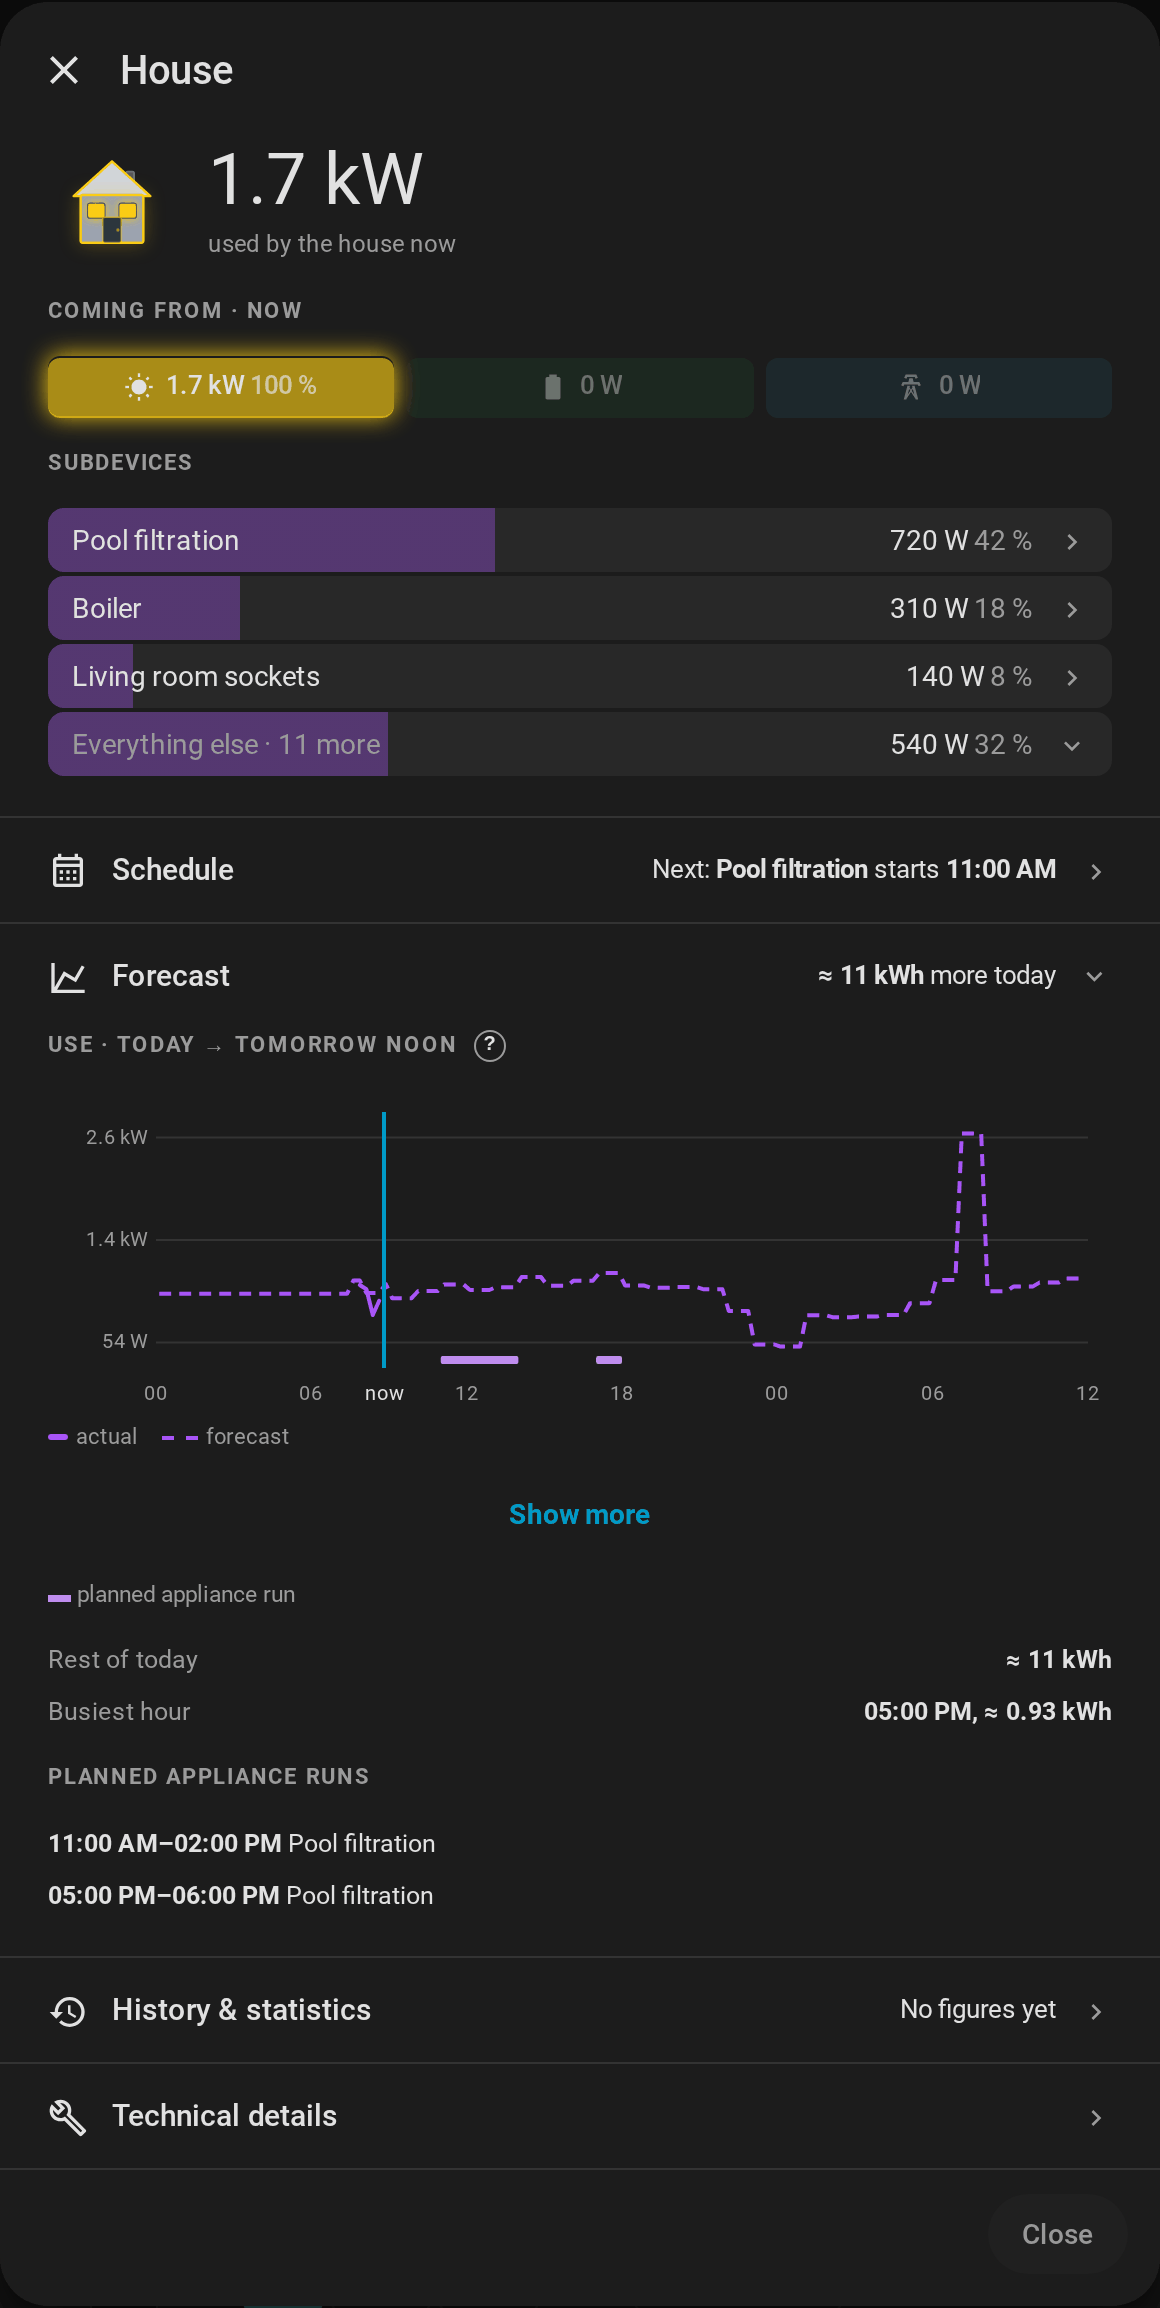 House
1.7 kW
used by the house now
COMING FROM · NOW
1.7 kW 100 %
0 W
0 W
SUBDEVICES
Pool filtration 720 W 42 %
Boiler 310 W 18 %
Living room sockets 140 W 8 %
Everything else · 11 more 540 W 32 %
Schedule Next: Pool filtration starts 11:00 AM
Forecast ≈ 11 kWh more today
USE · TODAY → TOMORROW NOON ?
2.6 kW
1.4 kW
54 W
00 06 now 12 18 00 06 12
actual forecast
Show more
planned appliance run
Rest of today ≈ 11 kWh
Busiest hour 05:00 PM, ≈ 0.93 kWh
PLANNED APPLIANCE RUNS
11:00 AM–02:00 PM Pool filtration
05:00 PM–06:00 PM Pool filtration
History & statistics No figures yet
Technical details
Close